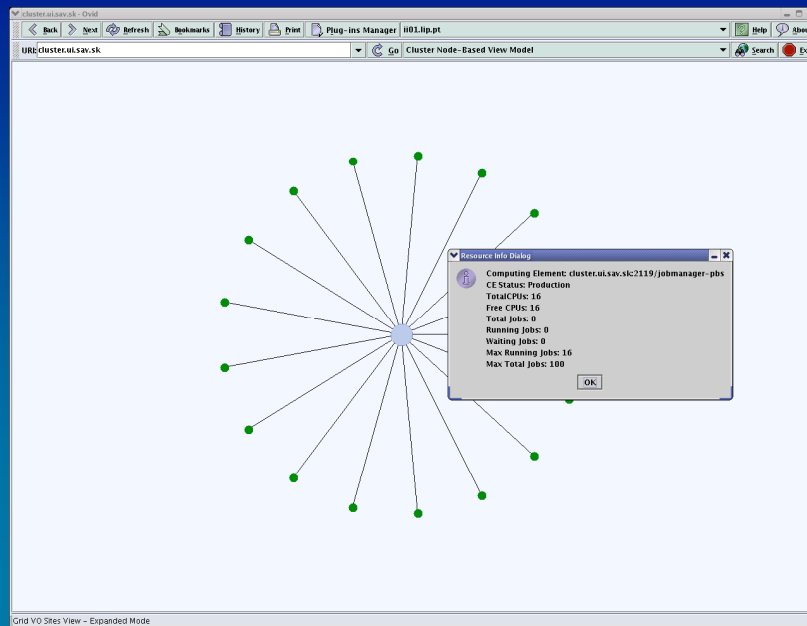 cluster.ui.sav.sk - Ovid
Back Next Refresh Bookmarks History Print Plug-ins Manager ii01.lip.pt Help Abou
URL cluster.ui.sav.sk Go Cluster Node-Based View Model Search Ex
Resource Info Dialog
Computing Element: cluster.ui.sav.sk:2119/jobmanager-pbs
CE Status: Production
TotalCPUs: 16
Free CPUs: 16
Total Jobs: 0
Running Jobs: 0
Waiting Jobs: 0
Max Running Jobs: 16
Max Total Jobs: 100
OK
Grid VO Sites View - Expanded Mode